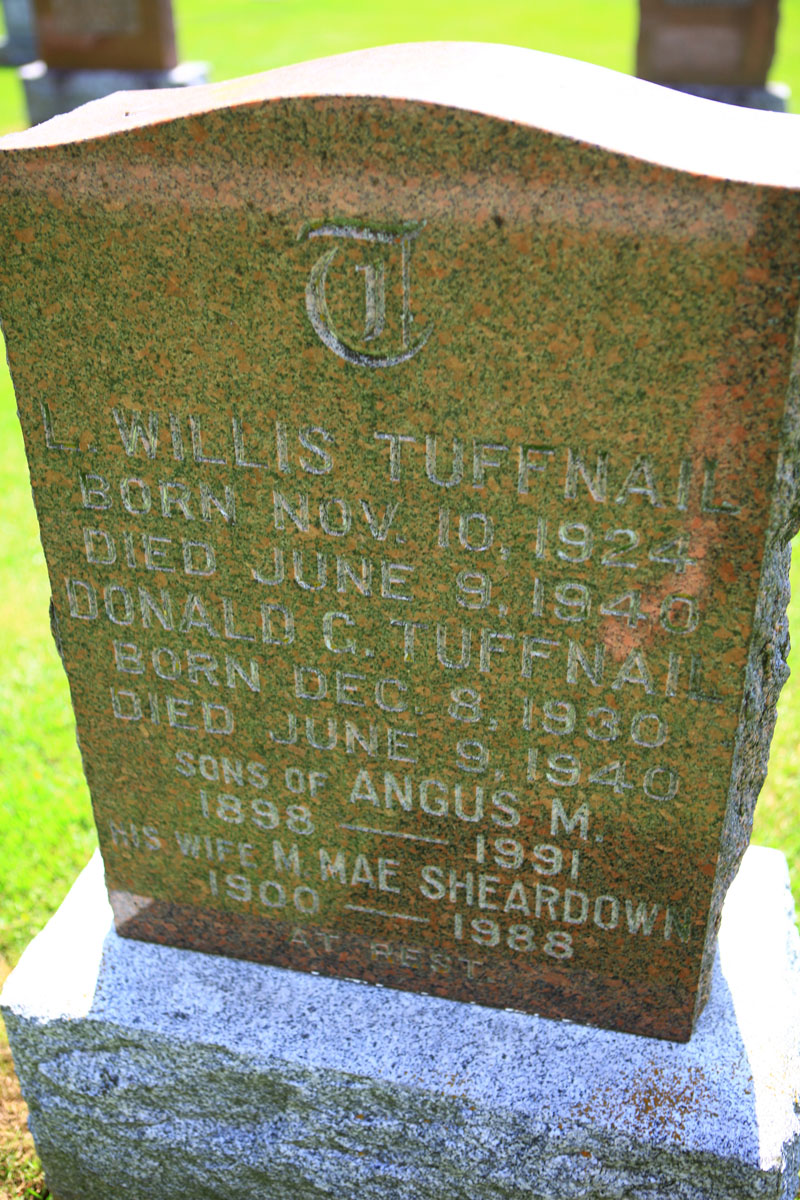 T
L. WILLIS TUFFNAIL
BORN NOV. 10, 1924
DIED JUNE 9, 1940
DONALD G. TUFFNAIL
BORN DEC. 8, 1930
DIED JUNE 9, 1940
SONS OF ANGUS M.
1898 — 1991
HIS WIFE M. MAE SHEARDOWN
1900 — 1988
AT REST